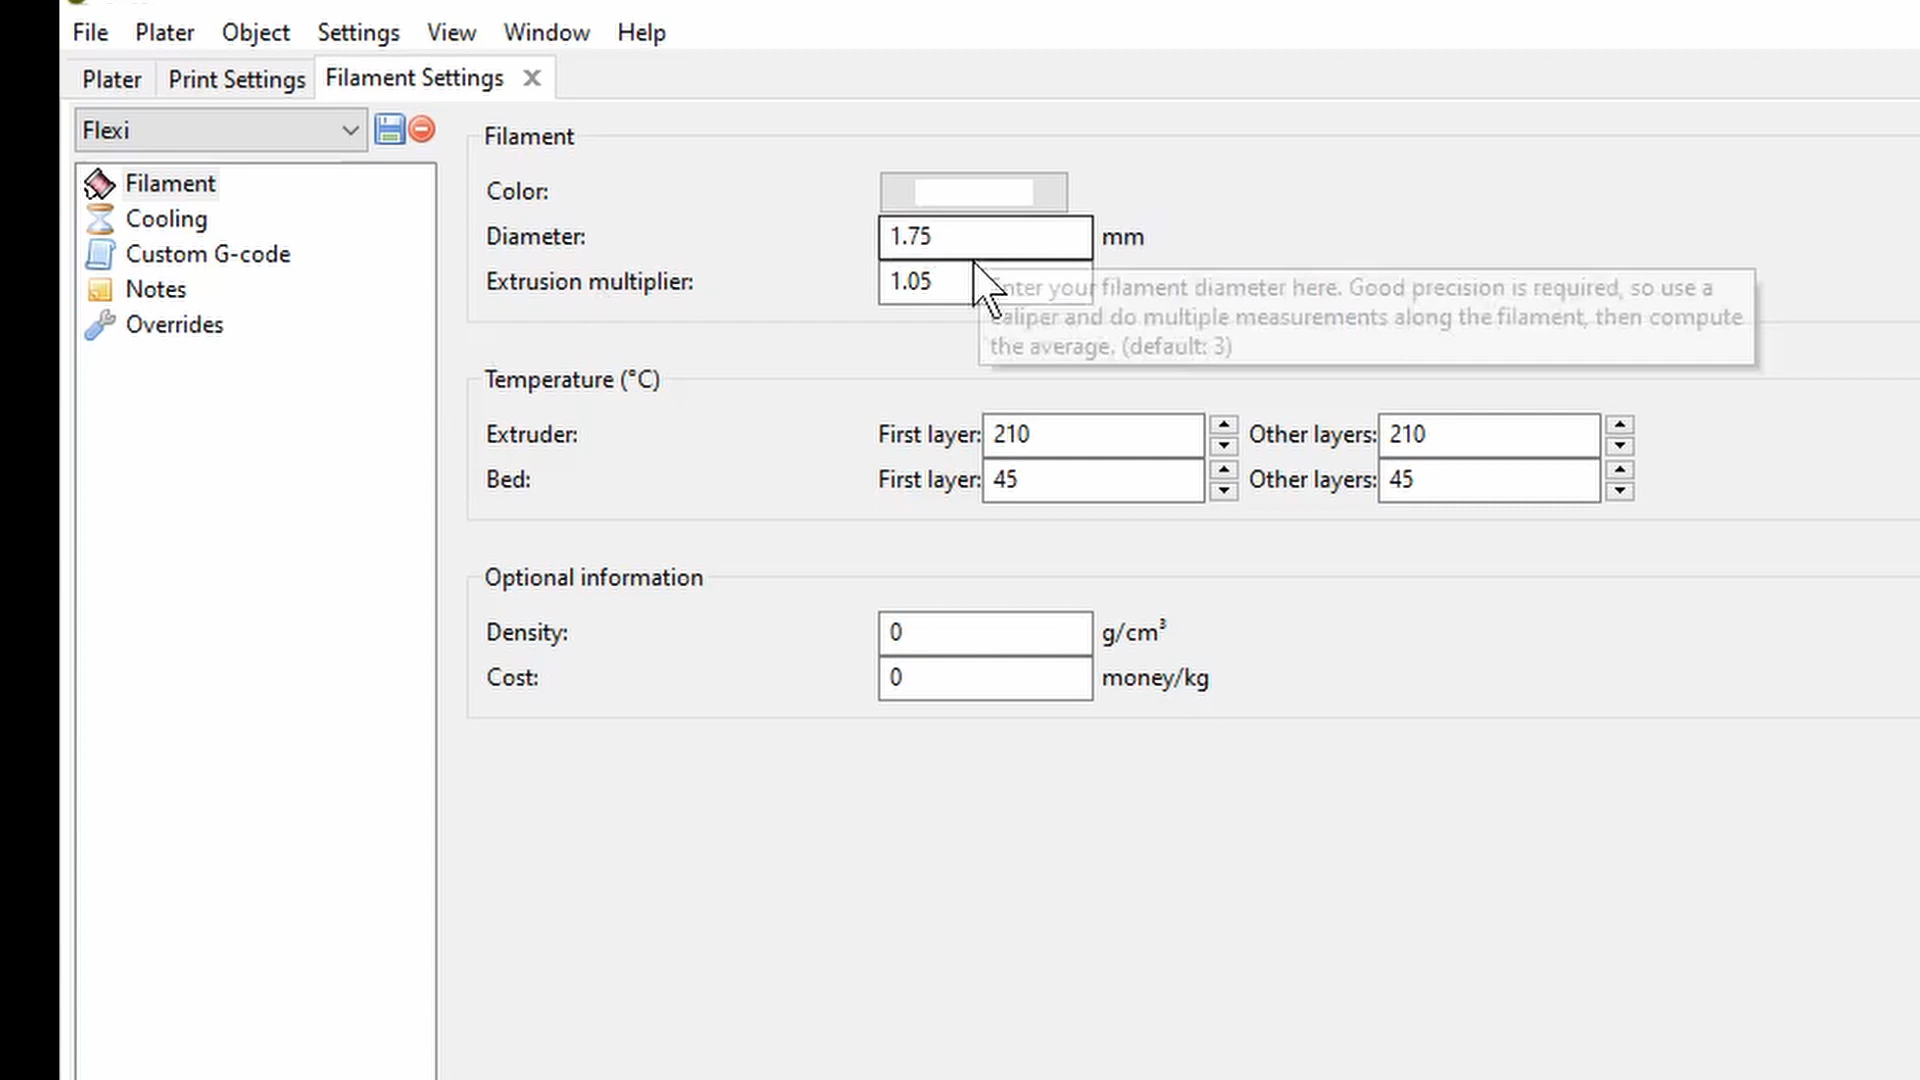 File Plater Object Settings View Window Help
Plater Print Settings Filament Settings
Flexi
Filament
Cooling
Custom G-code
Notes
Overrides
Filament
Color:
Diameter: 1.75 mm
Extrusion multiplier: 1.05
your filament diameter here. Good precision is required, so use a
caliper and do multiple measurements along the filament, then compute
the average. (default: 3)
Temperature (°C)
Extruder: First layer: 210 Other layers: 210
Bed: First layer: 45 Other layers: 45
Optional information
Density: 0 g/cm³
Cost: 0 money/kg